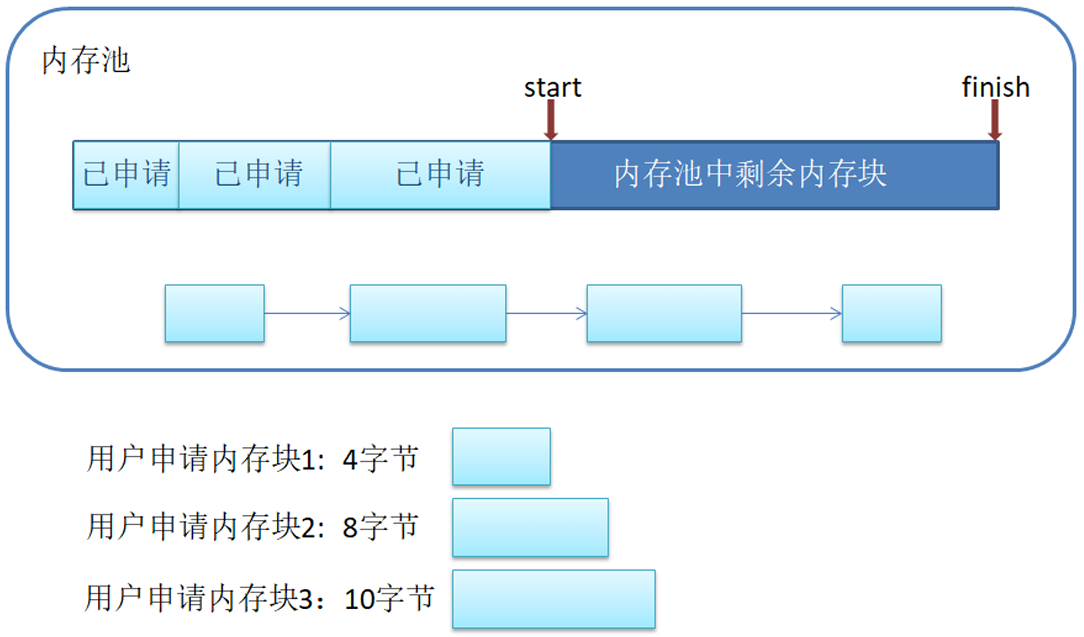 内存池
start
finish
已申请 已申请 已申请 内存池中剩余内存块
用户申请内存块1: 4字节
用户申请内存块2: 8字节
用户申请内存块3：10字节